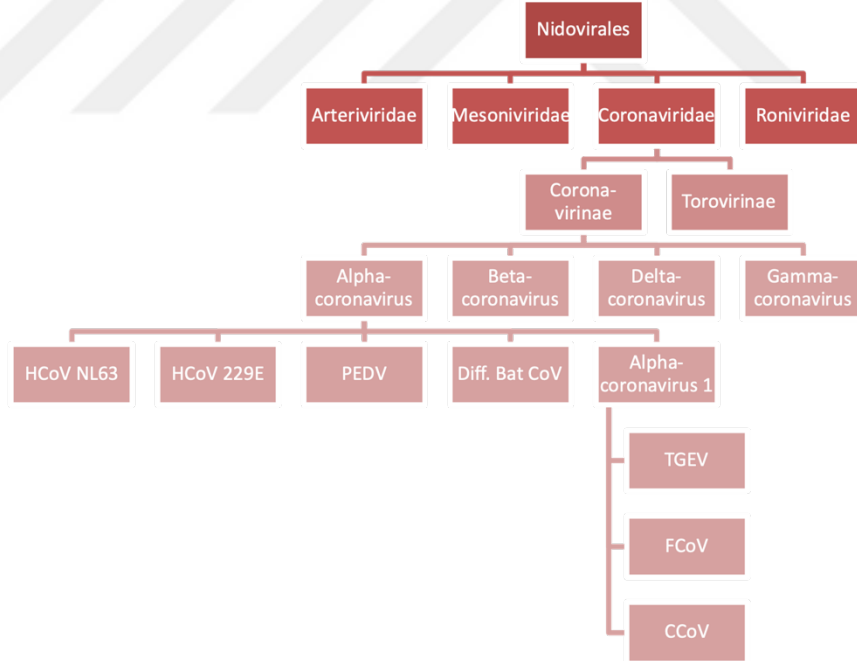 Nidovirales
Arteriviridae
Mesoniviridae
Coronaviridae
Roniviridae
Corona-
virinae
Torovirinae
Alpha-
coronavirus
Beta-
coronavirus
Delta-
coronavirus
Gamma-
coronavirus
HCoV NL63
HCoV 229E
PEDV
Diff. Bat CoV
Alpha-
coronavirus 1
TGEV
FCoV
CCoV